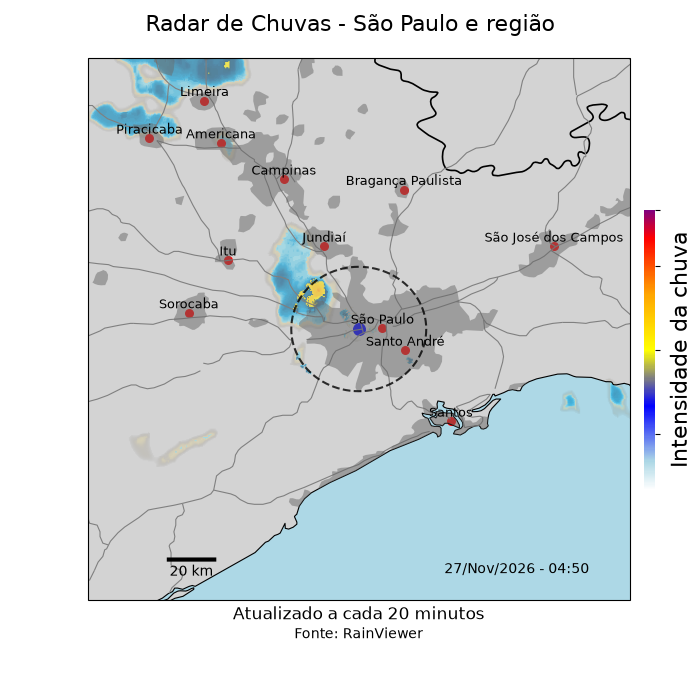 Radar de Chuvas - São Paulo e região
Limeira
Piracicaba
Americana
Campinas
Bragança Paulista
Jundiaí
São José dos Campos
Itu
Sorocaba
São Paulo
Santo André
Santos
Intensidade da chuva
20 km
27/Nov/2026 - 04:50
Atualizado a cada 20 minutos
Fonte: RainViewer